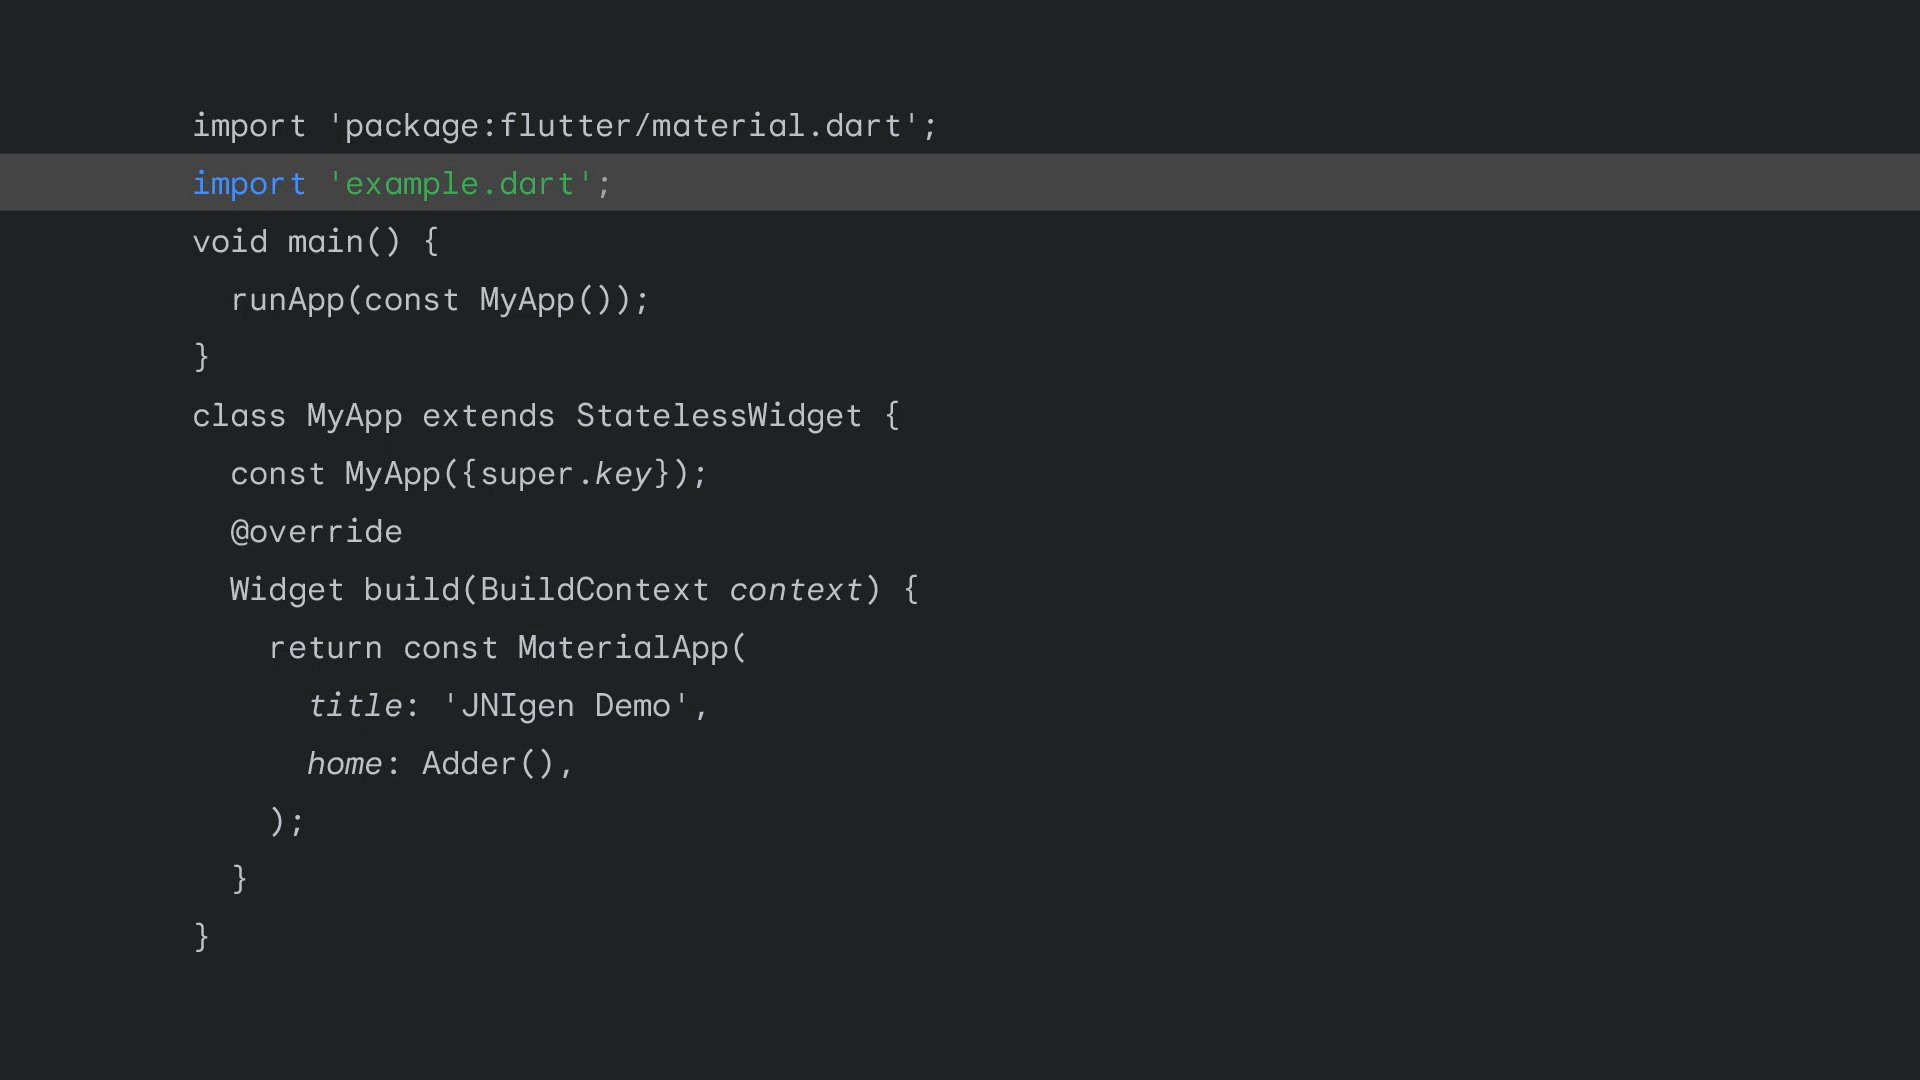 import 'package:flutter/material.dart';
import 'example.dart';
void main() {
  runApp(const MyApp());
}
class MyApp extends StatelessWidget {
  const MyApp({super.key});
  @override
  Widget build(BuildContext context) {
    return const MaterialApp(
      title: 'JNIgen Demo',
      home: Adder(),
    );
  }
}